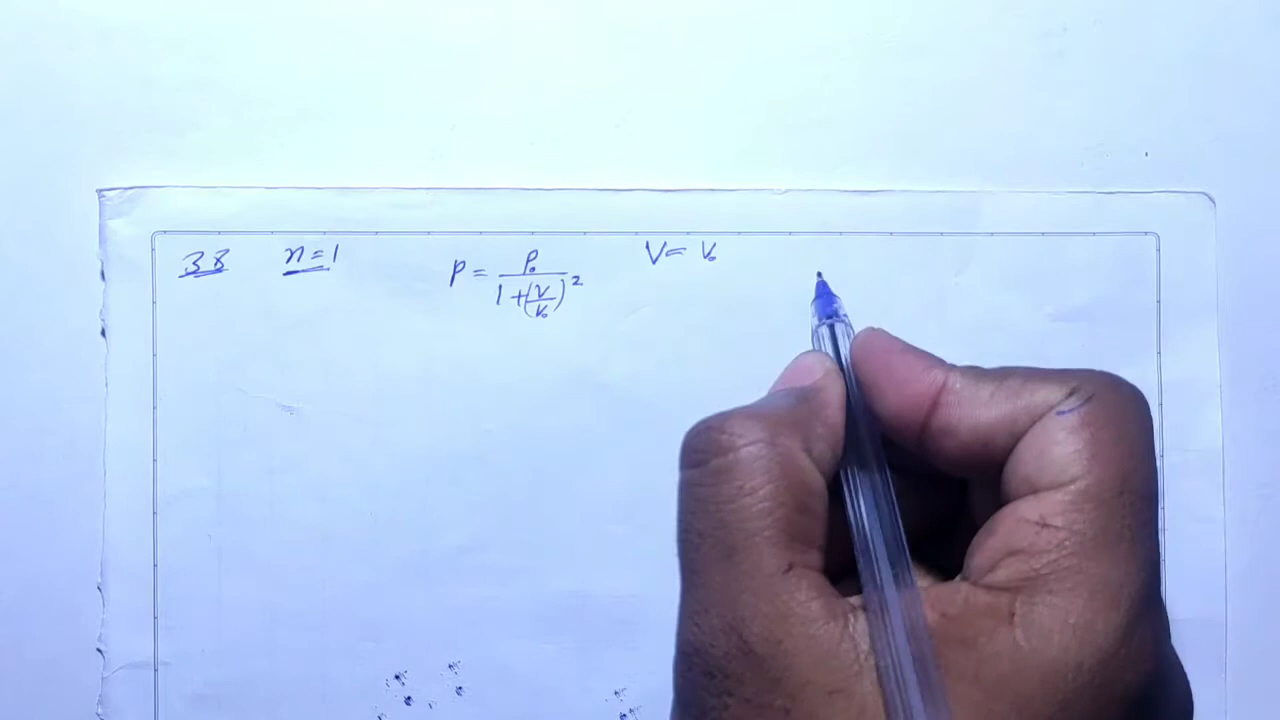 38 n=1 P = P₀/(1+(V/V₀)²) V= V₀